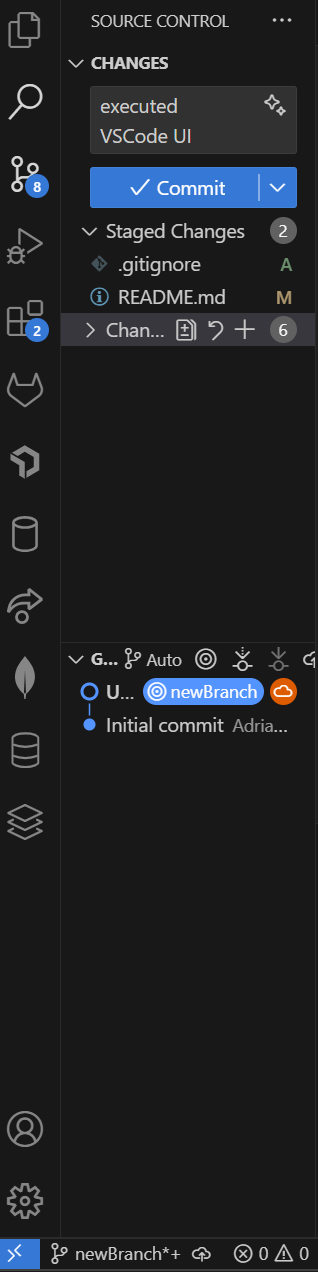 SOURCE CONTROL ...
CHANGES
executed
VSCode UI
8
Commit
Staged Changes 2
.gitignore A
README.md M
2
Chan... 6
G... Auto
U... newBranch
Initial commit Adria...
newBranch*+ 0 0